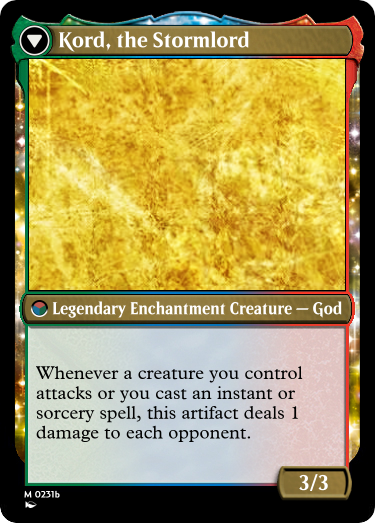 Kord, the Stormlord
Legendary Enchantment Creature — God
Whenever a creature you control
attacks or you cast an instant or
sorcery spell, this artifact deals 1
damage to each opponent.
3/3
M 0231b